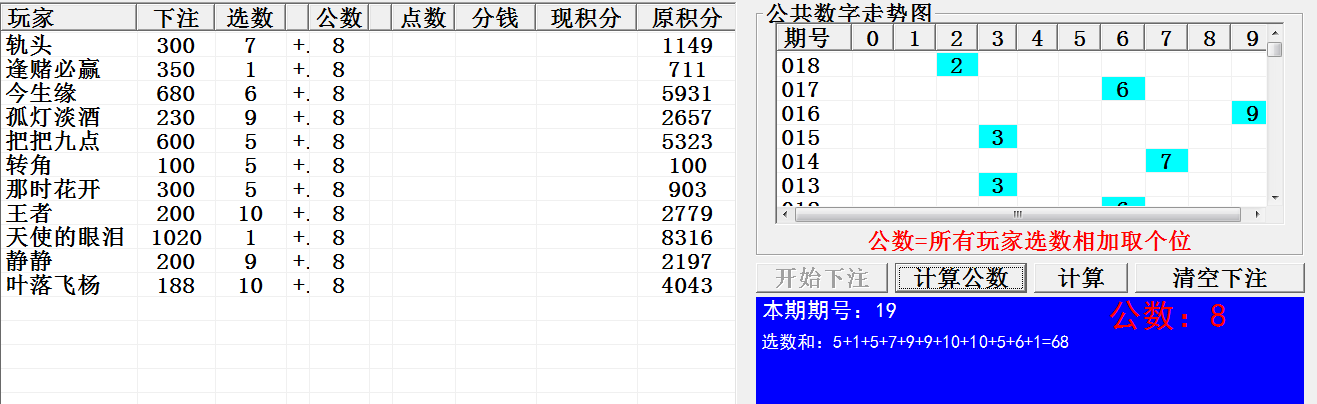 玩家 下注 选数 公数 点数 分钱 现积分 原积分
轨头 300 7 +. 8 1149
逢赌必赢 350 1 +. 8 711
今生缘 680 6 +. 8 5931
孤灯淡酒 230 9 +. 8 2657
把把九点 600 5 +. 8 5323
转角 100 5 +. 8 100
那时花开 300 5 +. 8 903
王者 200 10 +. 8 2779
天使的眼泪 1020 1 +. 8 8316
静静 200 9 +. 8 2197
叶落飞杨 188 10 +. 8 4043
公共数字走势图
期号 0 1 2 3 4 5 6 7 8 9
018 2
017 6
016 9
015 3
014 7
013 3
公数=所有玩家选数相加取个位
开始下注 计算公数 计算 清空下注
本期期号：19 公数：8
选数和：5+1+5+7+9+9+10+10+5+6+1=68